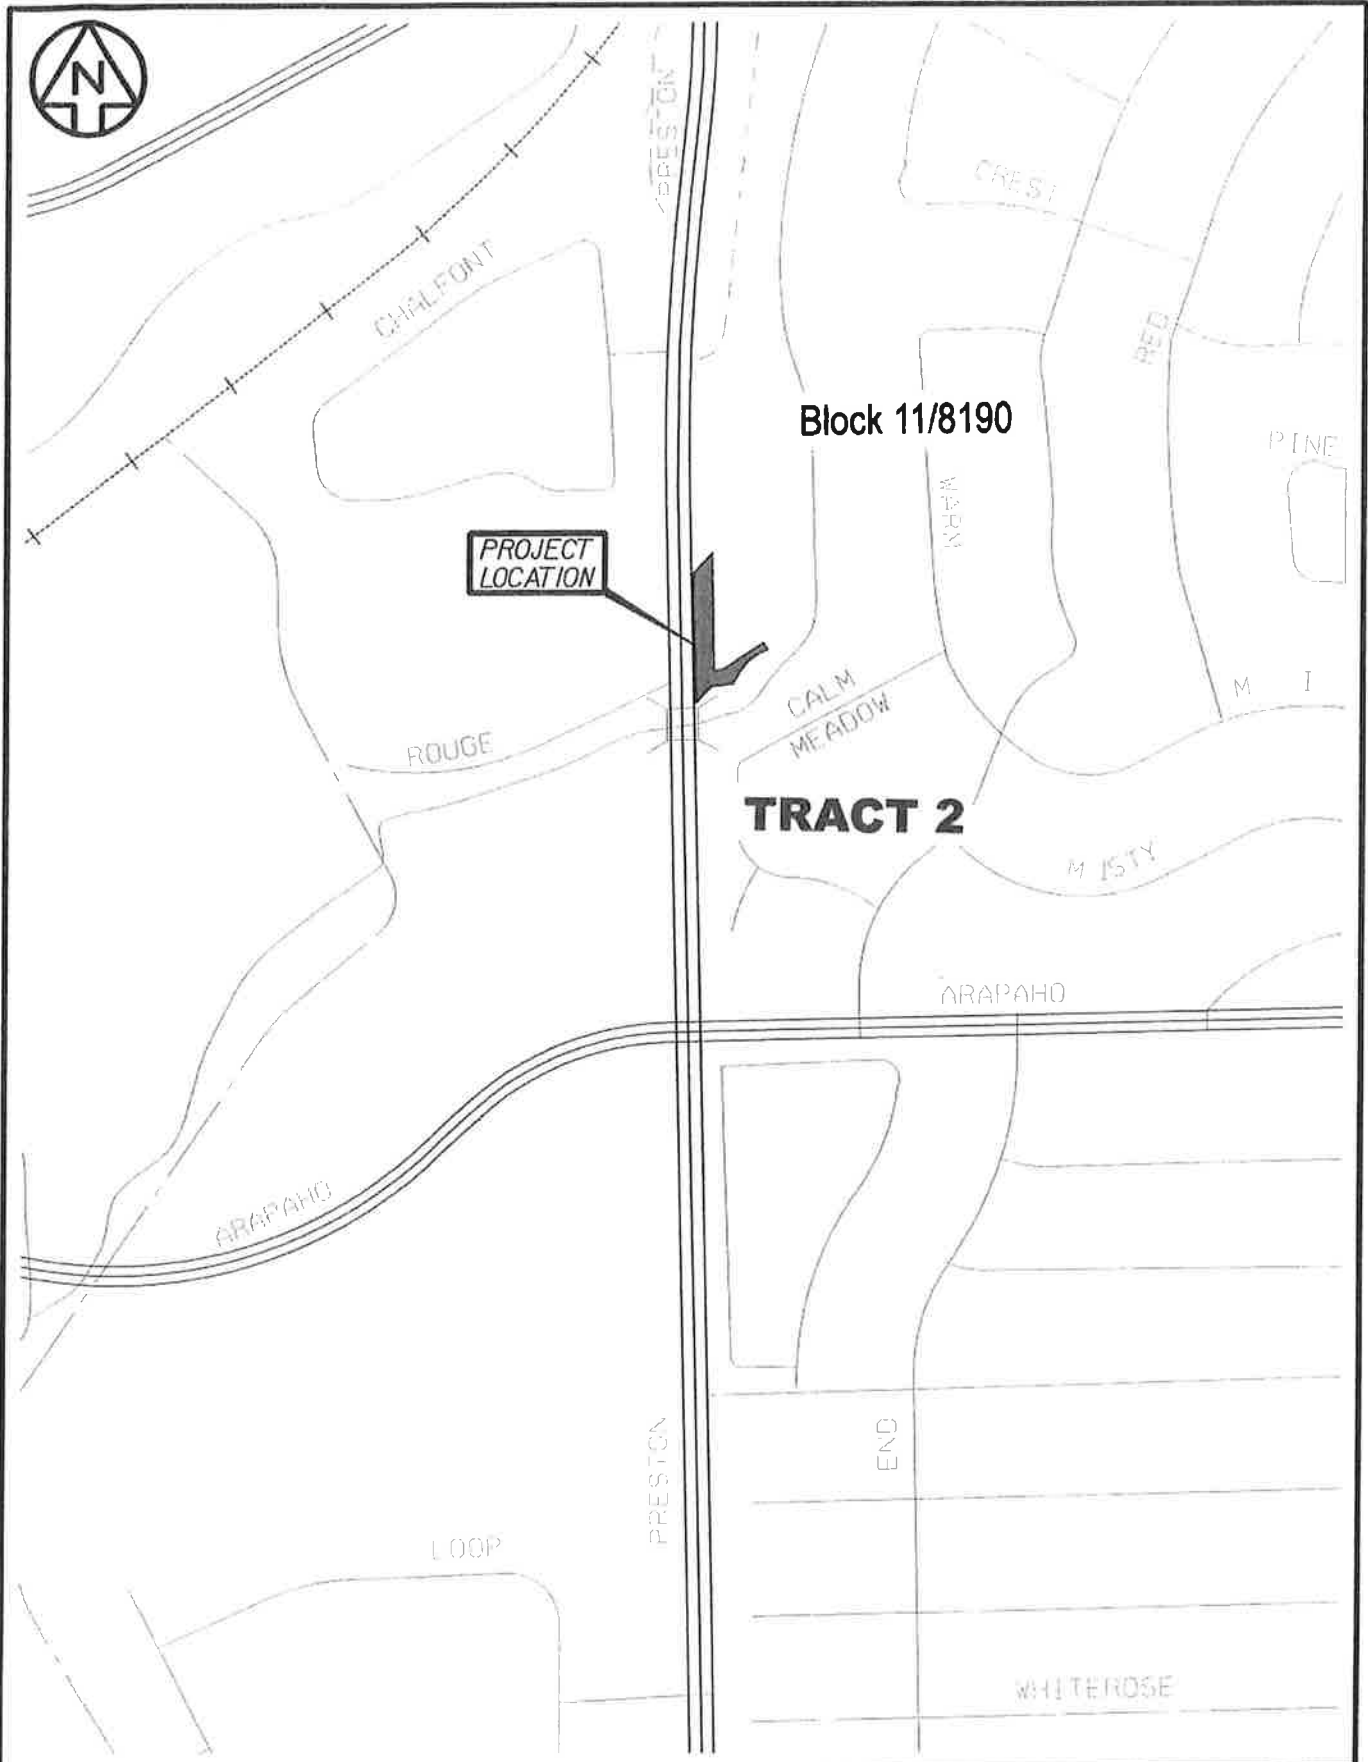 N
PRESTON
PRESTON
CREST
CHALFONT
RED
Block 11/8190
PINE
WARM
PROJECT
LOCATION
M I
CALM
MEADOW
ROUGE
TRACT 2
MISTY
ARAPAHO
ARAPAHO
PRESTON
END
LOOP
WHITEROSE